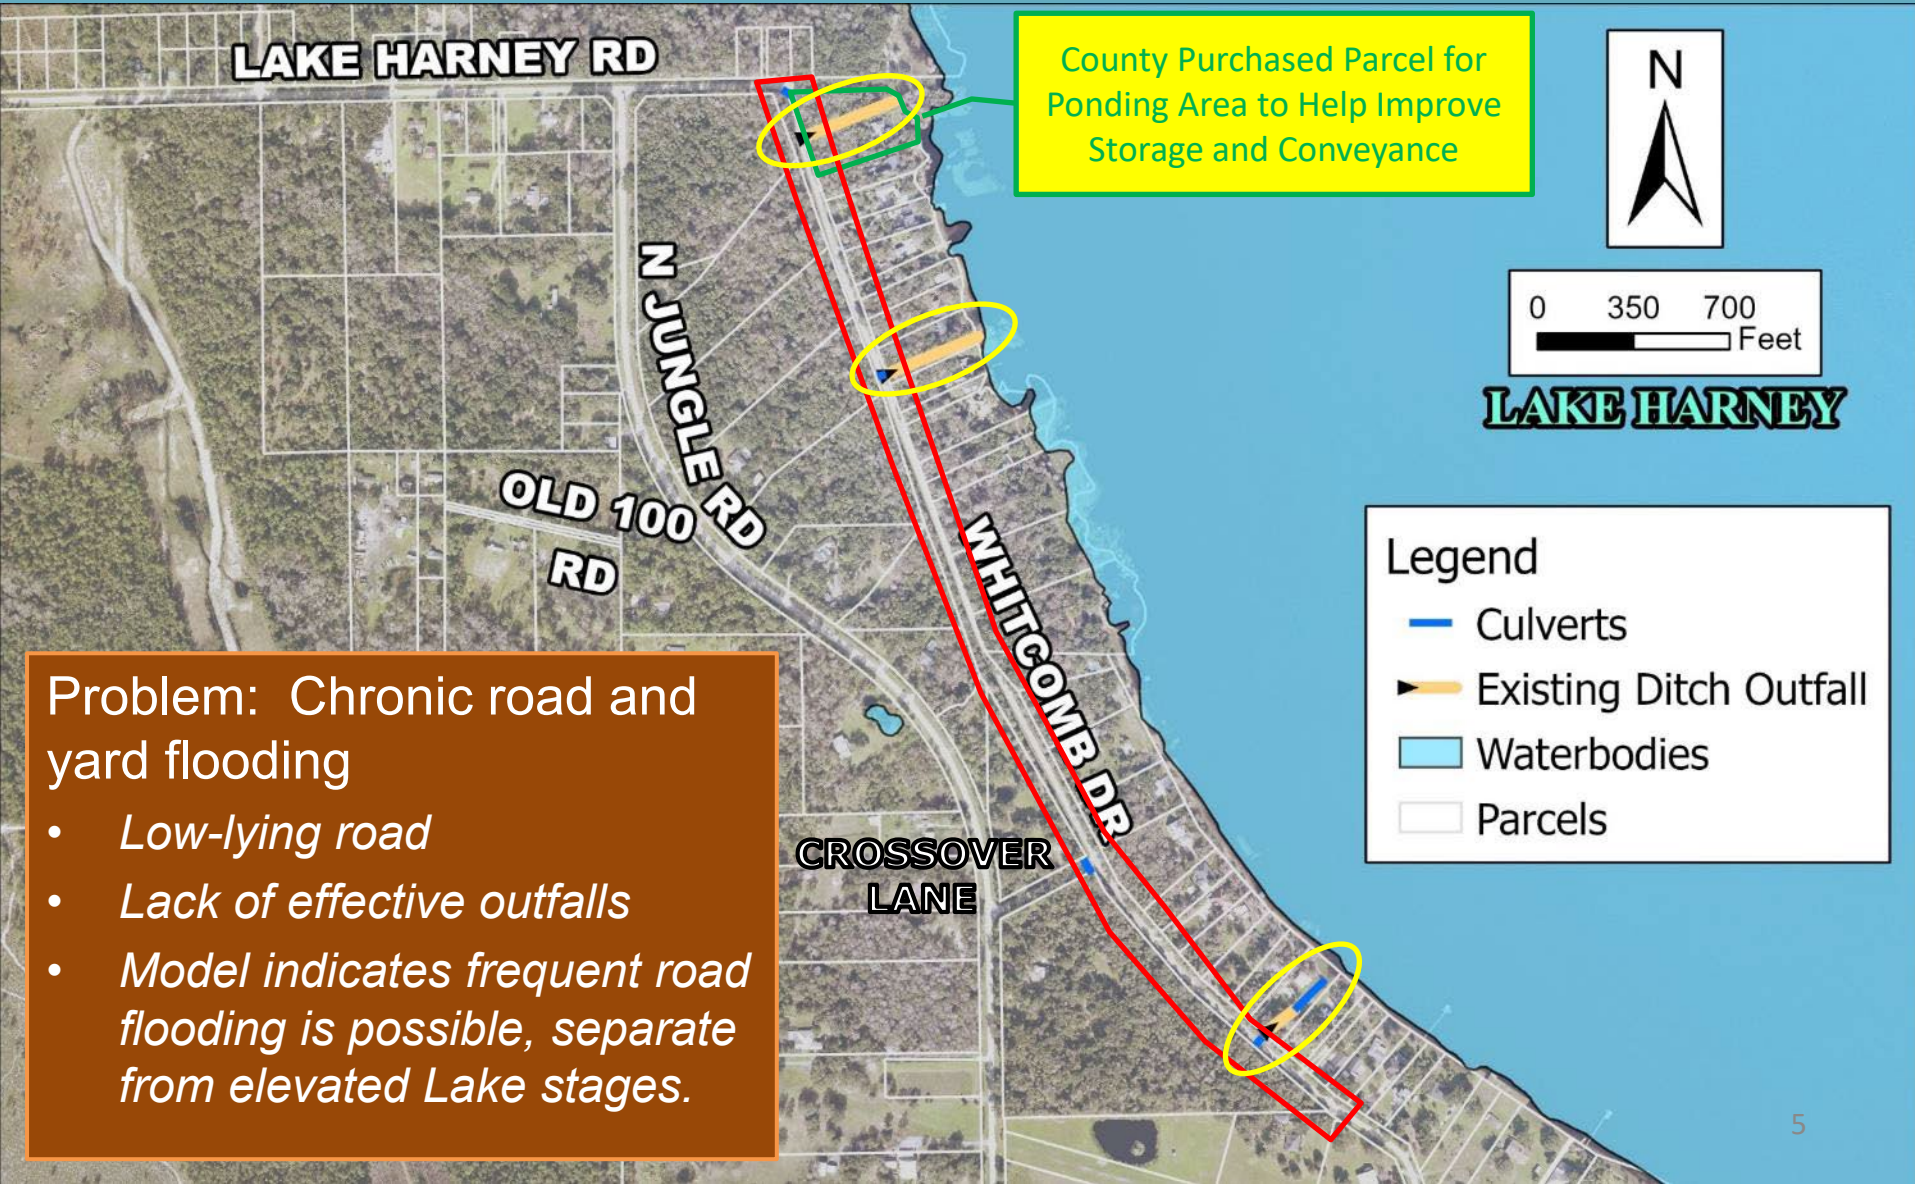 LAKE HARNEY RD
County Purchased Parcel for
Ponding Area to Help Improve
Storage and Conveyance
N
0 350 700
Feet
LAKE HARNEY
N JUNGLE RD
OLD 100
RD
WHITCOMB DR
CROSSOVER
LANE
Legend
Culverts
Existing Ditch Outfall
Waterbodies
Parcels
Problem: Chronic road and
yard flooding
• Low-lying road
• Lack of effective outfalls
• Model indicates frequent road
flooding is possible, separate
from elevated Lake stages.
5